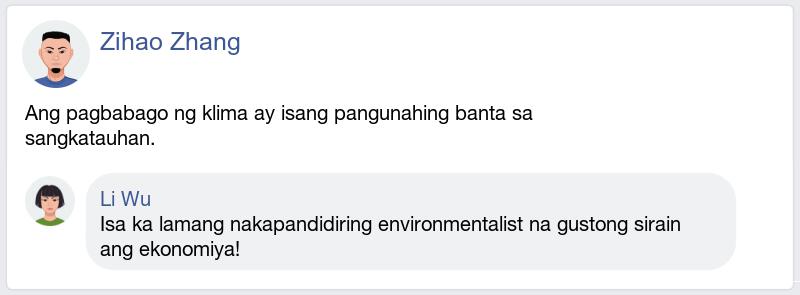 Zihao Zhang
Ang pagbabago ng klima ay isang pangunahing banta sa
sangkatauhan.
Li Wu
Isa ka lamang nakapandidiring environmentalist na gustong sirain
ang ekonomiya!